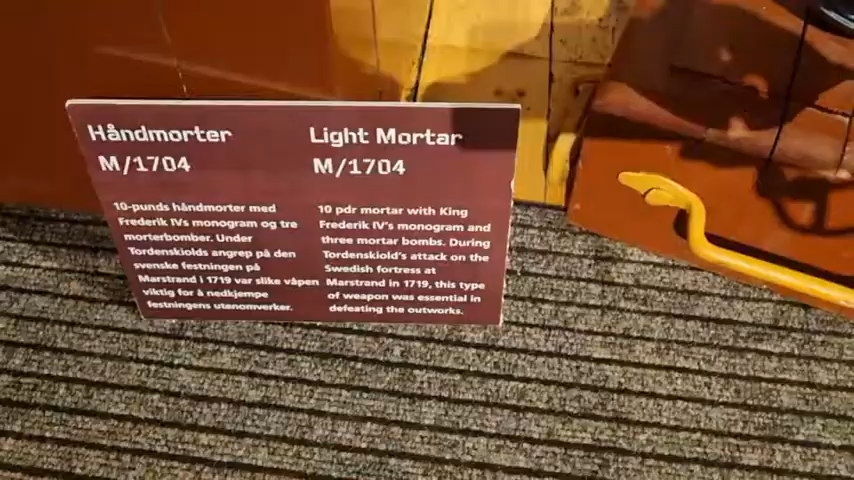 Håndmorter
M/1704
10-punds håndmorter med
Frederik IVs monogram og tre
morterbomber. Under
Tordenskiolds angrep på den
svenske festningen på
Marstrand i 1719 var slike våpen
viktig for å nedkjempe
festningens utenomverker.
Light Mortar
M/1704
10 pdr mortar with King
Frederik IV's monogram and
three mortar bombs. During
Tordenskiold's attack on the
Swedish fortress at
Marstrand in 1719, this type
of weapon was essential in
defeating the outworks.